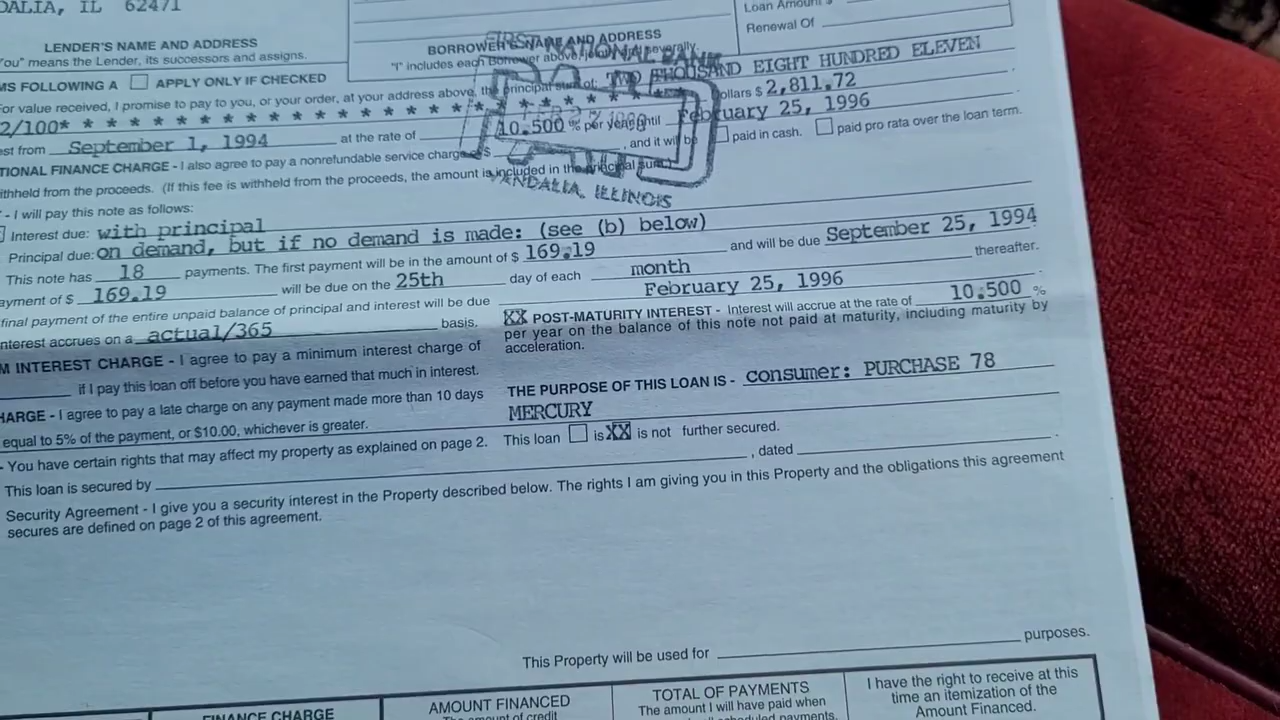 DALIA, IL 62471
LENDER'S NAME AND ADDRESS
"You" means the Lender, its successors and assigns.
BORROWER'S NAME AND ADDRESS
"I" includes each Borrower above, jointly and severally.
Loan Amount $
Renewal Of
MS FOLLOWING A APPLY ONLY IF CHECKED
For value received, I promise to pay to you, or your order, at your address above, the principal sum of: TWO THOUSAND EIGHT HUNDRED ELEVEN
2/100* * * * * * * * * * * * * * * * * * * * * * * * * Dollars $ 2,811.72
est from September 1, 1994 at the rate of 10.500 % per year until February 25, 1996
TIONAL FINANCE CHARGE - I also agree to pay a nonrefundable service charge of $ , and it will be paid in cash. paid pro rata over the loan term.
ithheld from the proceeds. (If this fee is withheld from the proceeds, the amount is included in the principal sum.)
NATIONAL BANK
VANDALIA, ILLINOIS
- I will pay this note as follows:
Interest due: with principal
Principal due: on demand, but if no demand is made: (see (b) below)
This note has 18 payments. The first payment will be in the amount of $ 169.19 and will be due September 25, 1994
ayment of $ 169.19 will be due on the 25th day of each month thereafter.
final payment of the entire unpaid balance of principal and interest will be due February 25, 1996
nterest accrues on a actual/365 basis.
XX POST-MATURITY INTEREST - Interest will accrue at the rate of 10.500 %
per year on the balance of this note not paid at maturity, including maturity by
acceleration.
M INTEREST CHARGE - I agree to pay a minimum interest charge of
if I pay this loan off before you have earned that much in interest.
HARGE - I agree to pay a late charge on any payment made more than 10 days
equal to 5% of the payment, or $10.00, whichever is greater.
THE PURPOSE OF THIS LOAN IS - consumer: PURCHASE 78
MERCURY
- You have certain rights that may affect my property as explained on page 2.
This loan is XX is not further secured.
This loan is secured by , dated .
Security Agreement - I give you a security interest in the Property described below. The rights I am giving you in this Property and the obligations this agreement
secures are defined on page 2 of this agreement.
This Property will be used for purposes.
FINANCE CHARGE
AMOUNT FINANCED
The amount of credit
TOTAL OF PAYMENTS
The amount I will have paid when
scheduled payments.
I have the right to receive at this
time an itemization of the
Amount Financed.